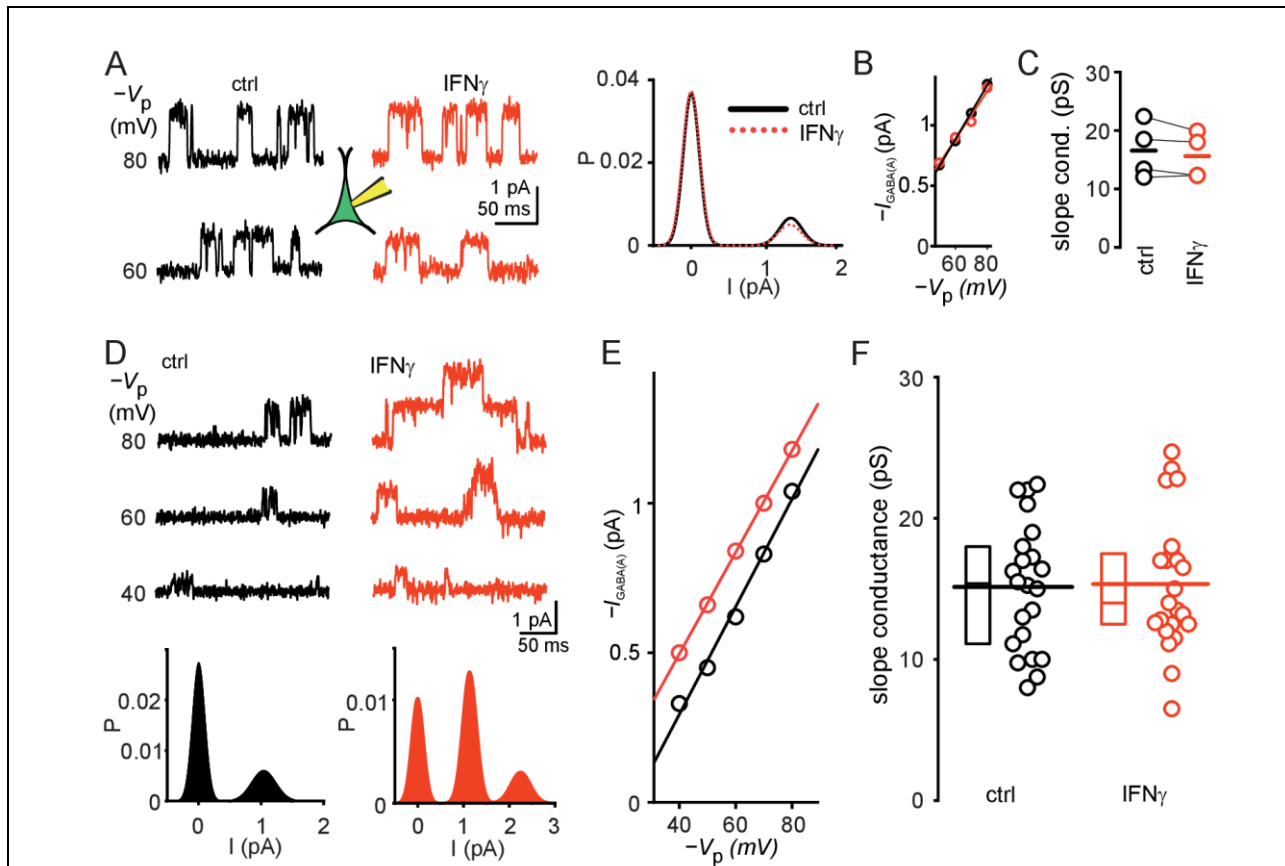 A
−Vp
(mV)
ctrl
IFNγ
80
60
1 pA
50 ms
P
0.04
0.02
0
0
1
2
I (pA)
ctrl
IFNγ
B
−IGABA(A) (pA)
1
0.5
0
60 80
−Vp (mV)
C
slope cond. (pS)
30
20
10
0
ctrl
IFNγ
D
ctrl
IFNγ
−Vp
(mV)
80
60
40
1 pA
50 ms
P
0.02
0.01
0
0 1 2
I (pA)
P
0.01
0
0 1 2 3
I (pA)
E
−IGABA(A) (pA)
1
0.5
0
40 60 80
−Vp (mV)
F
slope conductance (pS)
30
20
10
0
ctrl
IFNγ